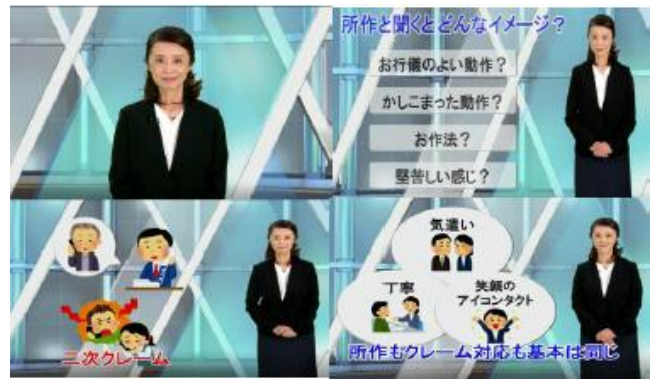 所作と聞くとどんなイメージ？
お行儀のよい動作？
かしこまった動作？
お作法？
堅苦しい感じ？
二次クレーム
気遣い
丁寧
笑顔の
アイコンタクト
所作もクレーム対応も基本は同じ